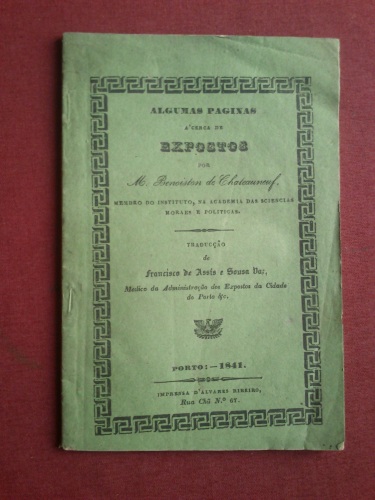 ALGUMAS PAGINAS
A'CERCA DE
EXPOSTOS
POR
M. Benoiston de Chateauneuf,
MEMBRO DO INSTITUTO, NA ACADEMIA DAS SCIENCIAS
MORAES E POLITICAS.
TRADUCÇÃO
de
Francisco de Assis e Sousa Vaz,
Medico da Administração dos Expostos da Cidade
do Porto &c.
PORTO: — 1841.
IMPRENSA D'ALVARES RIBEIRO,
Rua Chã N.º 67.